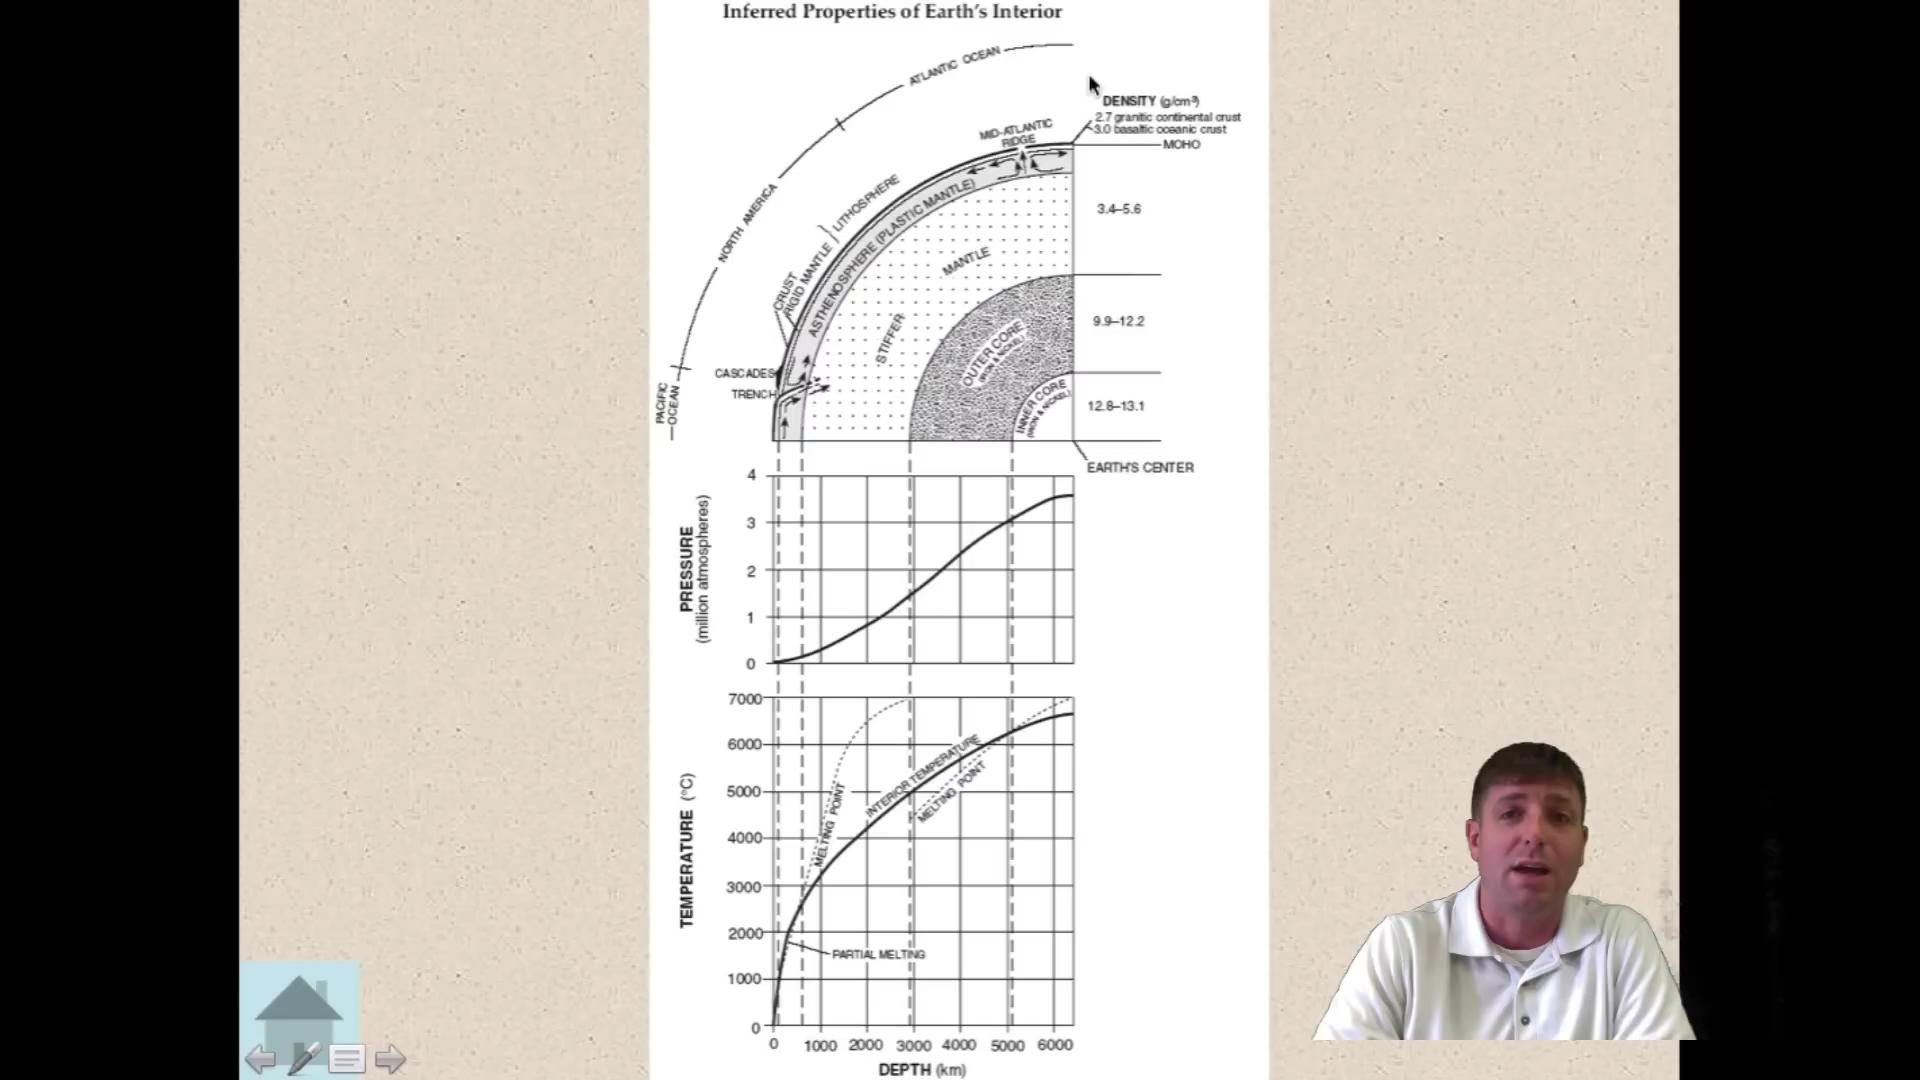 Inferred Properties of Earth's Interior
ATLANTIC OCEAN
NORTH AMERICA
PACIFIC
OCEAN
DENSITY (g/cm³)
2.7 granitic continental crust
3.0 basaltic oceanic crust
MOHO
MID-ATLANTIC
RIDGE
LITHOSPHERE
CRUST
RIGID MANTLE
ASTHENOSPHERE (PLASTIC MANTLE)
STIFFER
MANTLE
3.4–5.6
OUTER CORE
(IRON & NICKEL)
9.9–12.2
INNER CORE
(IRON & NICKEL)
12.8–13.1
CASCADES
TRENCH
EARTH'S CENTER
PRESSURE
(million atmospheres)
4
3
2
1
0
TEMPERATURE (°C)
7000
6000
5000
4000
3000
2000
1000
0
MELTING POINT
INTERIOR TEMPERATURE
MELTING POINT
PARTIAL MELTING
0 1000 2000 3000 4000 5000 6000
DEPTH (km)